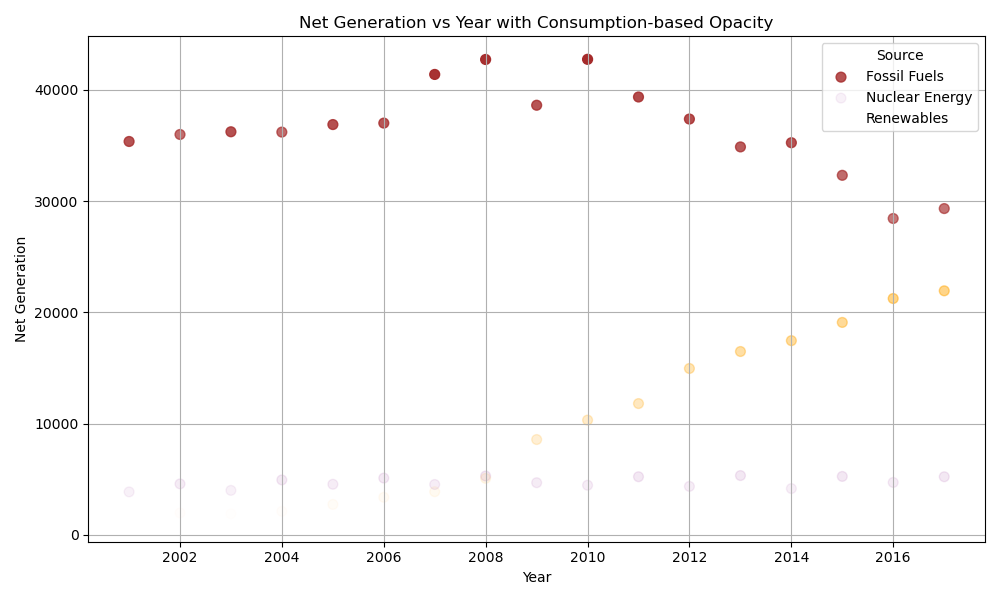 Net Generation vs Year with Consumption-based Opacity
Source
Fossil Fuels
Nuclear Energy
Renewables
Net Generation
40000
30000
20000
10000
0
2002 2004 2006 2008 2010 2012 2014 2016
Year